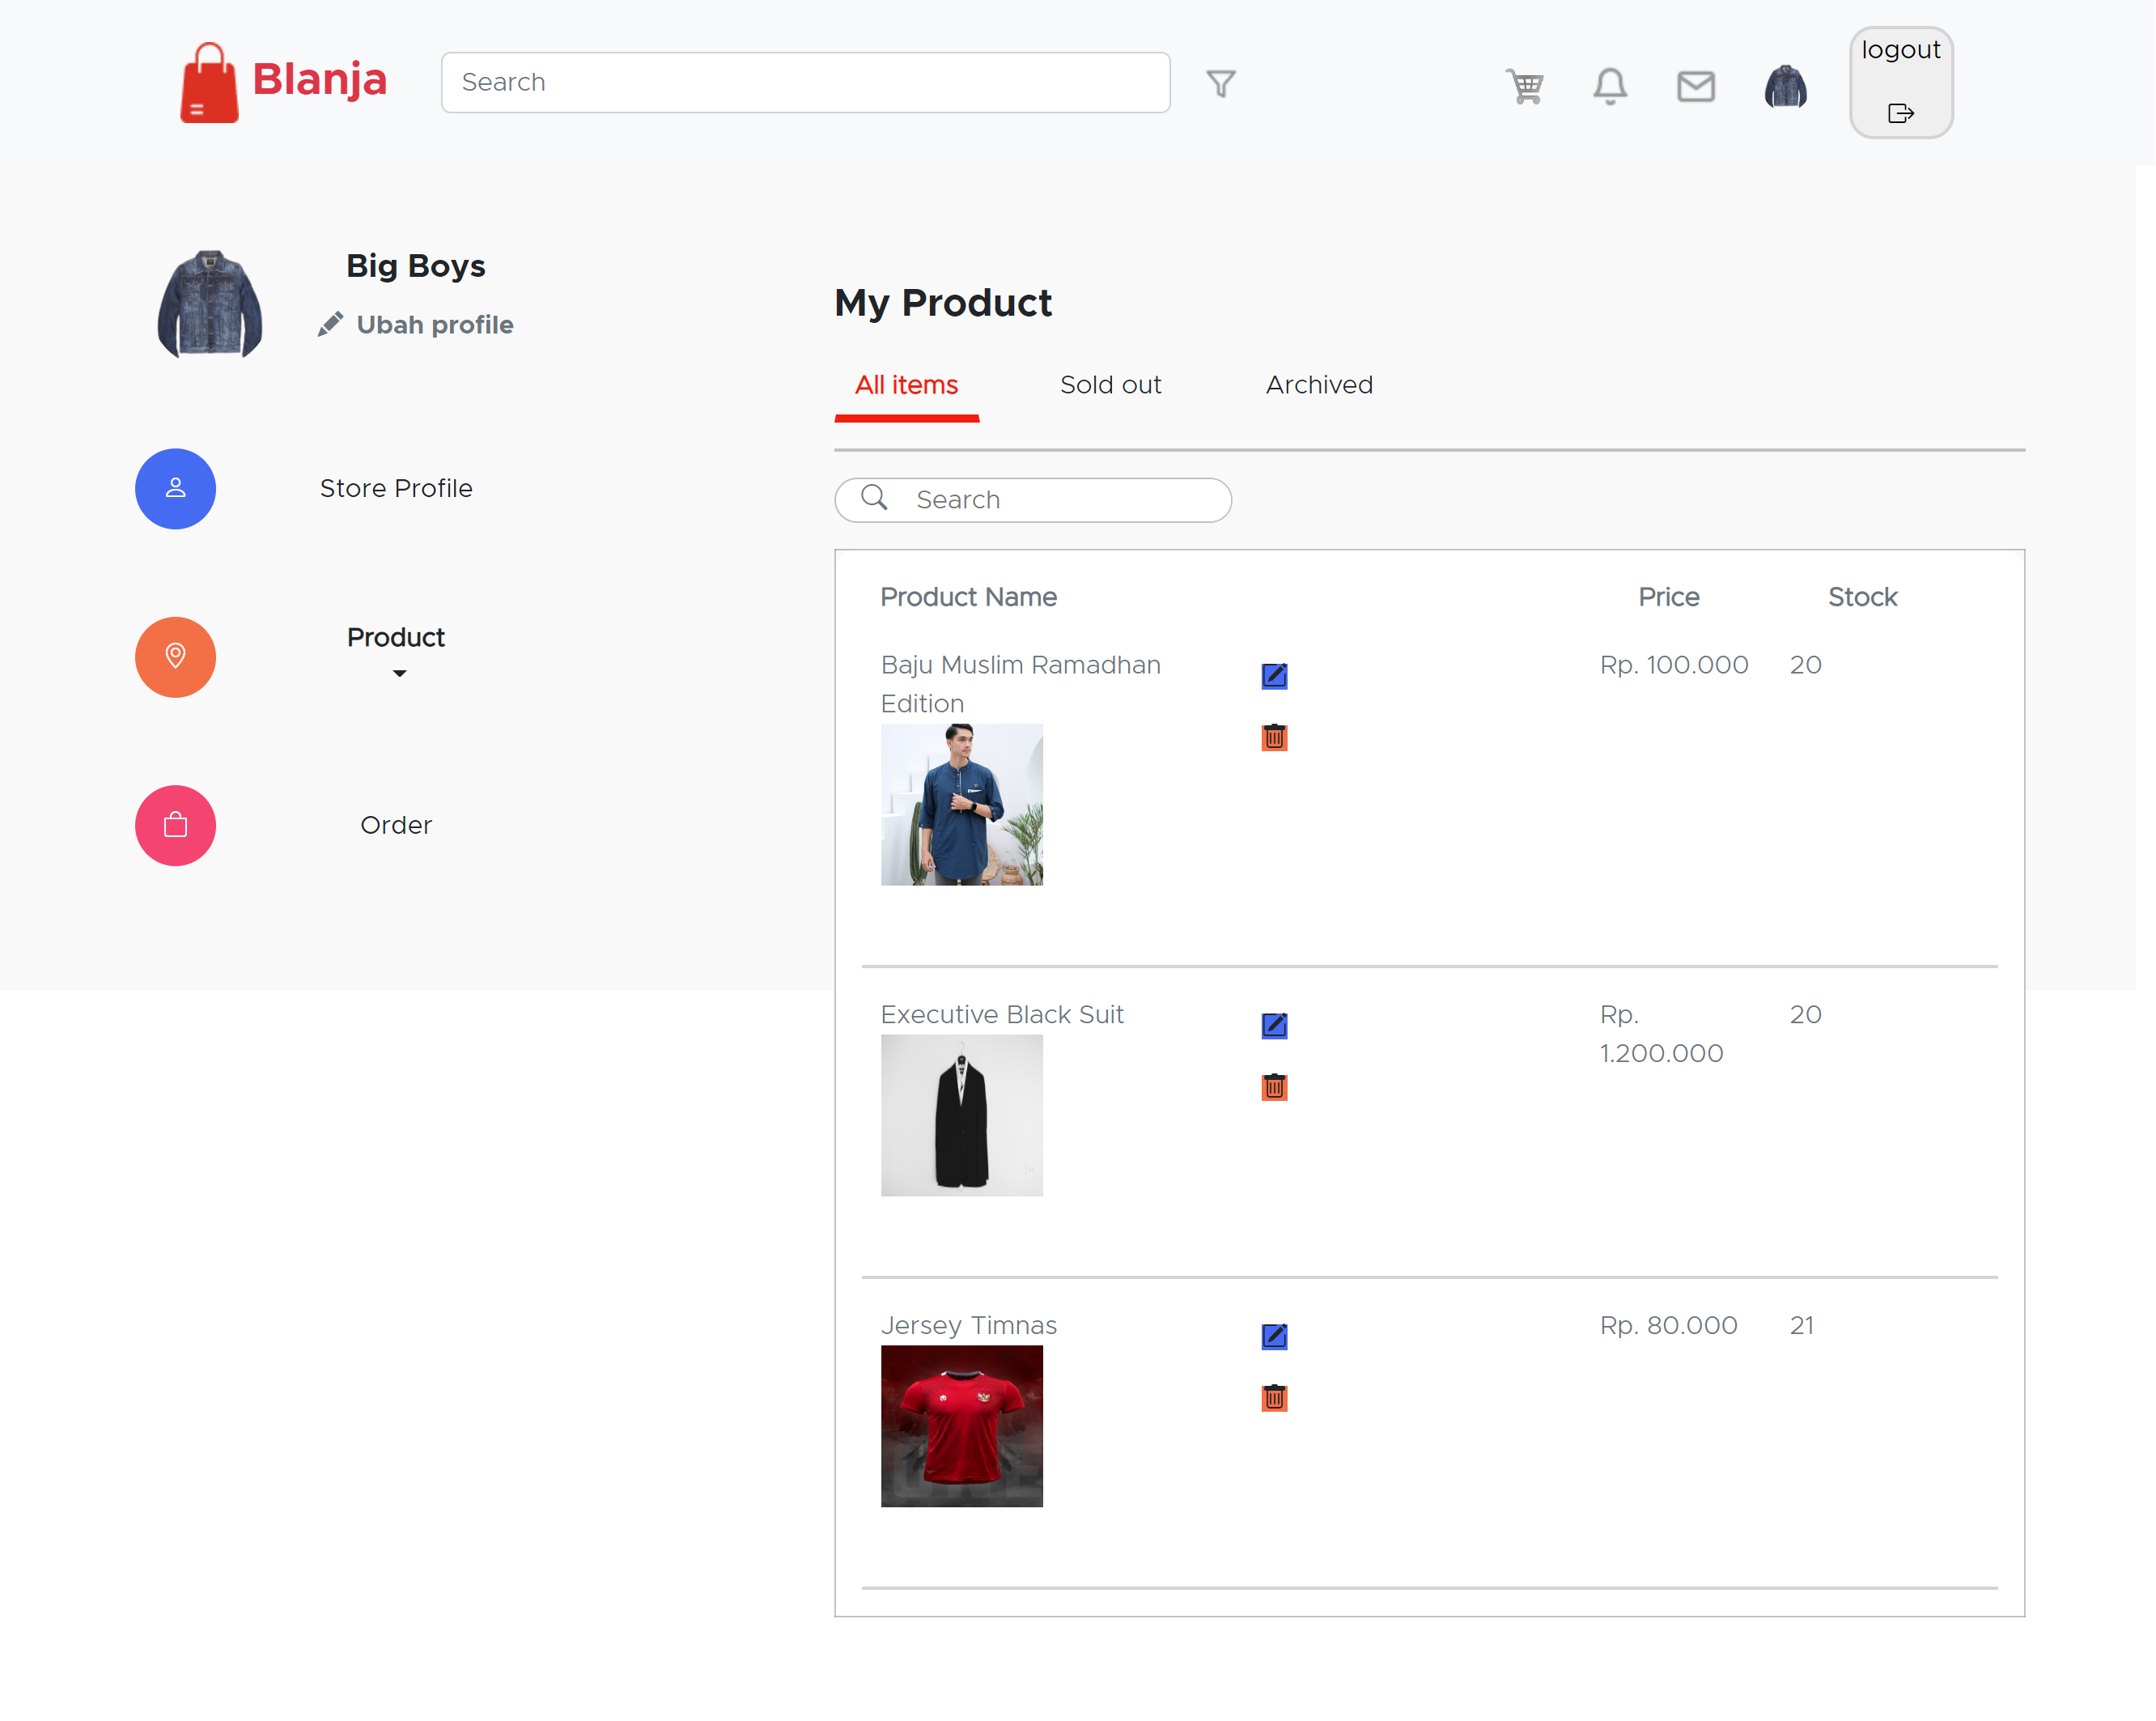 Blanja
Search
logout
Big Boys
Ubah profile
Store Profile
Product
Order
My Product
All items
Sold out
Archived
Search
Product Name
Price
Stock
Baju Muslim Ramadhan
Edition
Rp. 100.000
20
Executive Black Suit
Rp.
1.200.000
20
Jersey Timnas
Rp. 80.000
21